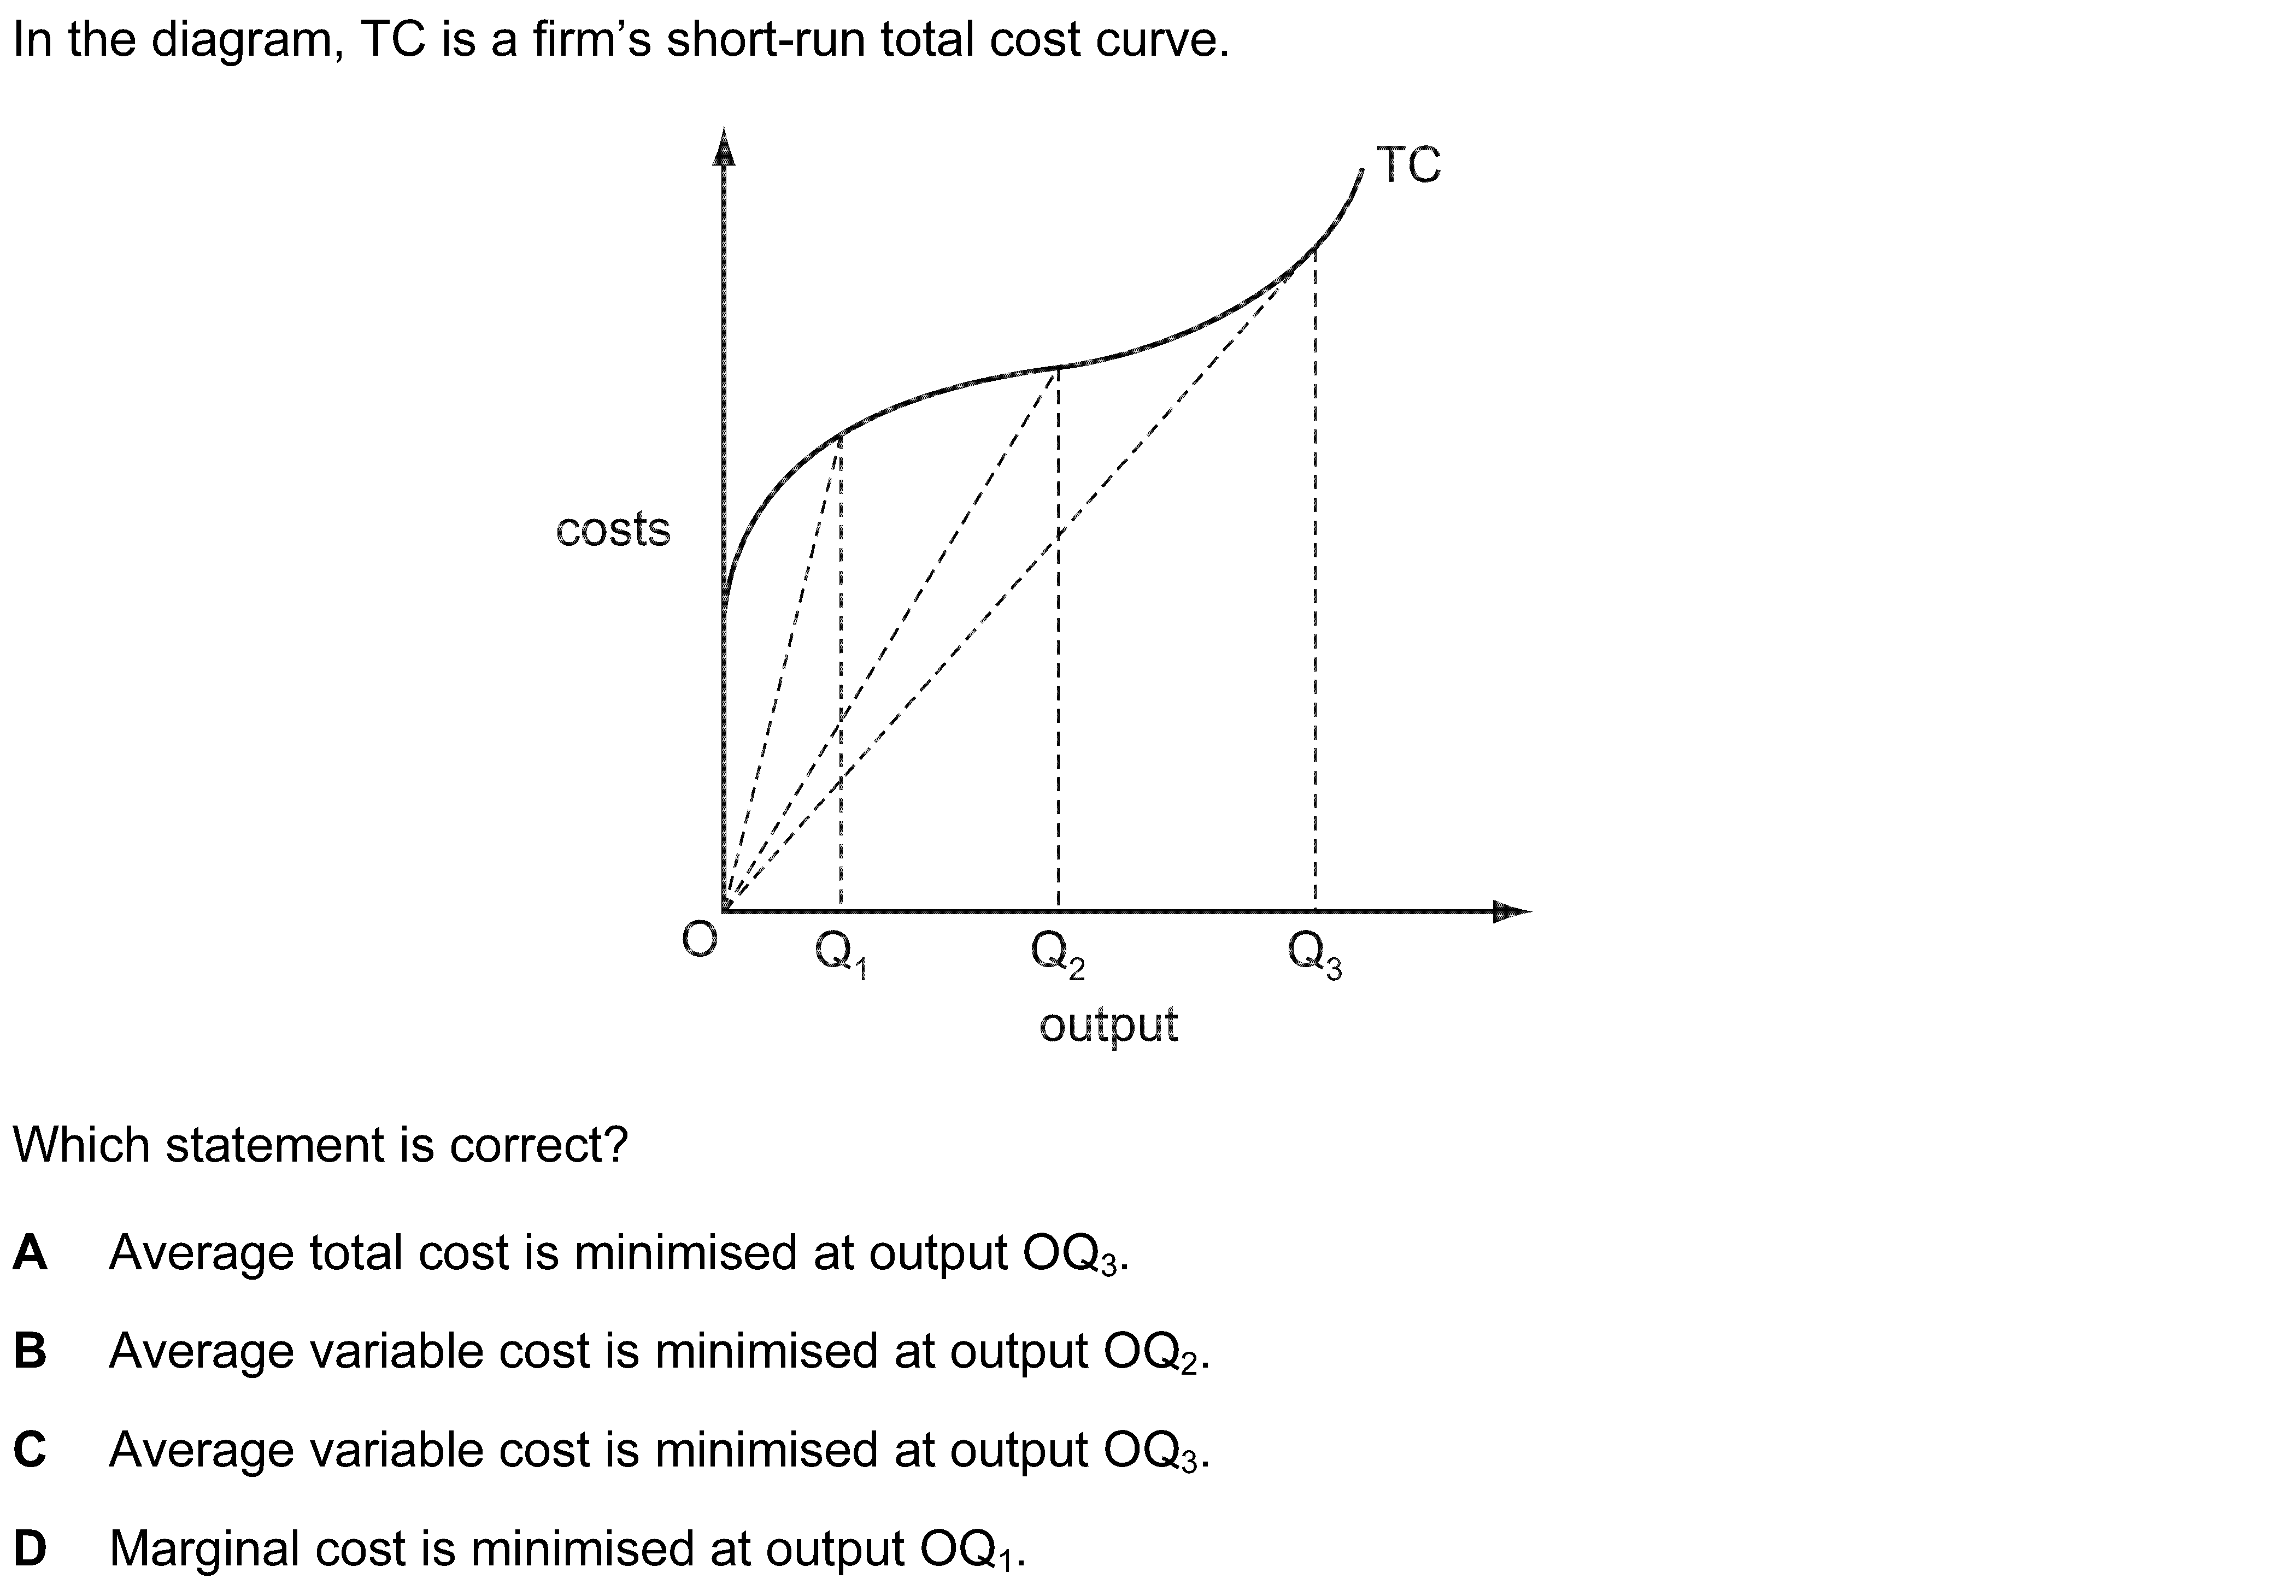 In the diagram, TC is a firm’s short-run total cost curve.
TC
costs
O
Q1
Q2
Q3
output
Which statement is correct?
A Average total cost is minimised at output OQ3.
B Average variable cost is minimised at output OQ2.
C Average variable cost is minimised at output OQ3.
D Marginal cost is minimised at output OQ1.